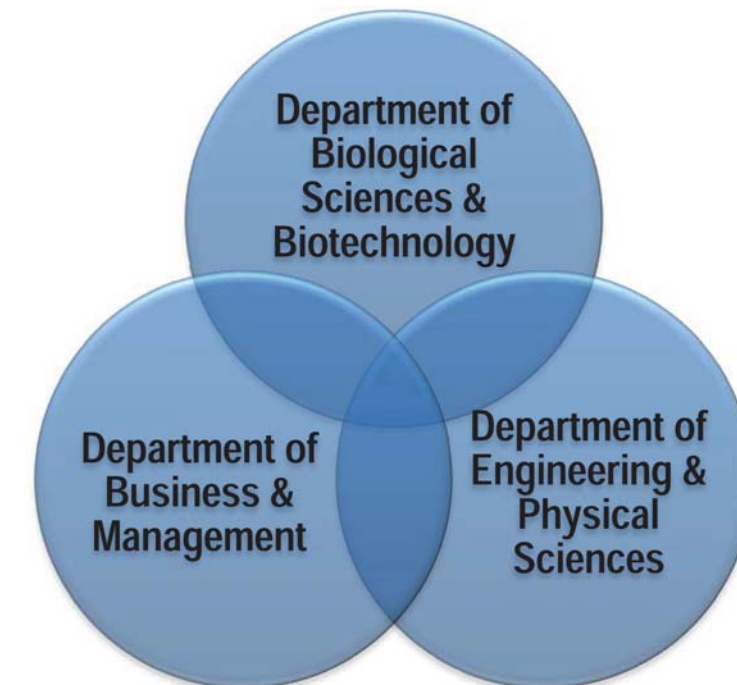 Department of
Biological
Sciences &
Biotechnology
Department of
Business &
Management
Department of
Engineering &
Physical
Sciences